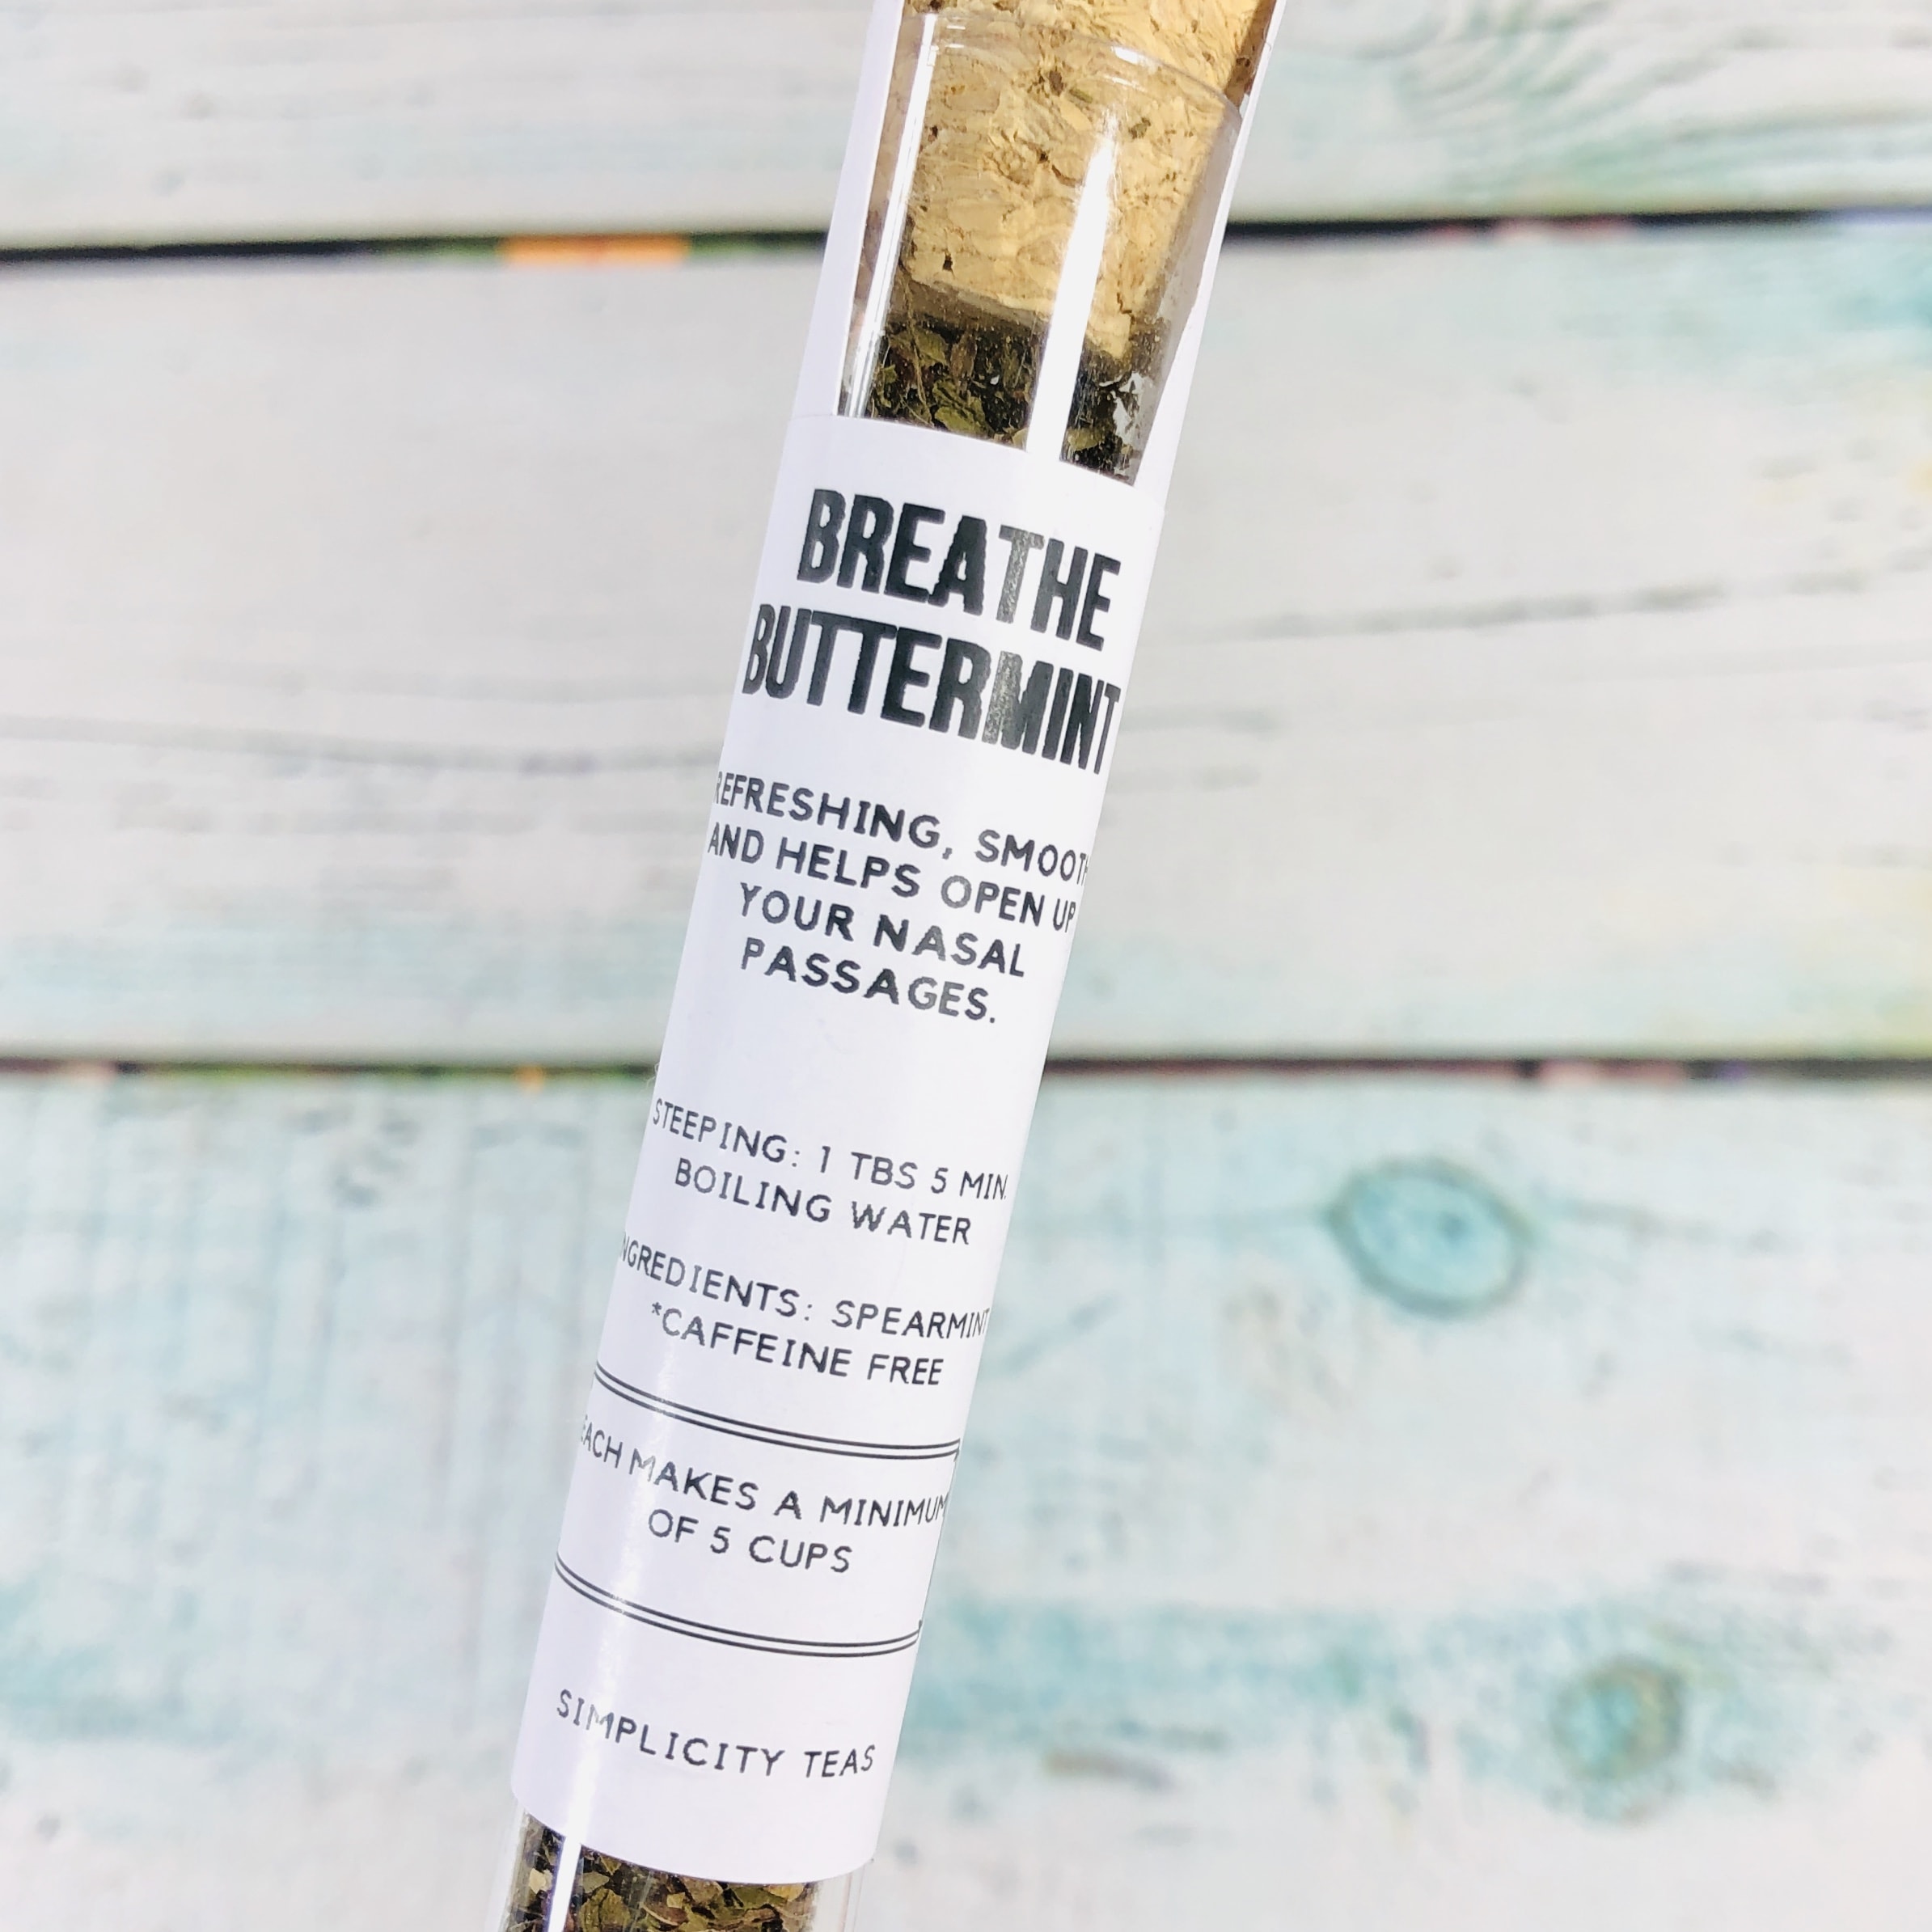 BREATHE
BUTTERMINT
REFRESHING, SMOOTH
AND HELPS OPEN UP
YOUR NASAL
PASSAGES.
STEEPING: 1 TBS 5 MIN.
BOILING WATER
INGREDIENTS: SPEARMINT
*CAFFEINE FREE
EACH MAKES A MINIMUM
OF 5 CUPS
SIMPLICITY TEAS